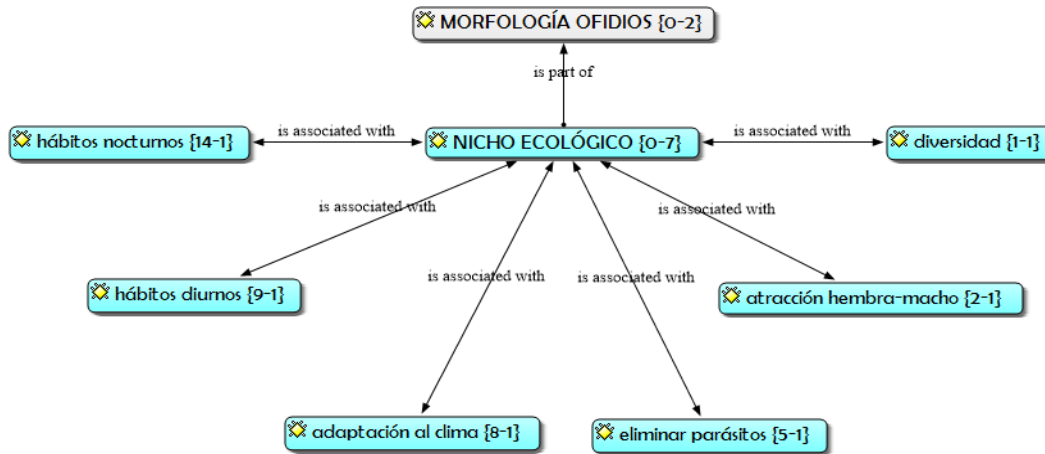 MORFOLOGÍA OFIDIOS {0-2}
is part of
is associated with
is associated with
hábitos nocturnos {14-1}
NICHO ECOLÓGICO {0-7}
diversidad {1-1}
is associated with
is associated with
is associated with
is associated with
hábitos diurnos {9-1}
atracción hembra-macho {2-1}
adaptación al clima {8-1}
eliminar parásitos {5-1}